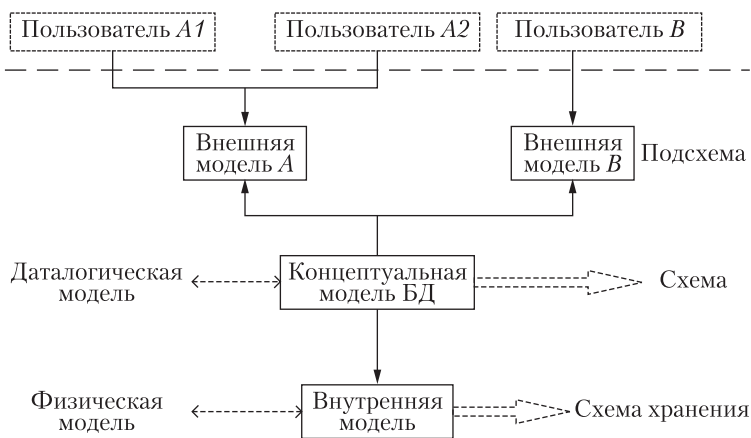 Пользователь A1
Пользователь A2
Пользователь B
Внешняя
модель A
Внешняя
модель B
Подсхема
Даталогическая
модель
Концептуальная
модель БД
Схема
Физическая
модель
Внутренняя
модель
Схема хранения